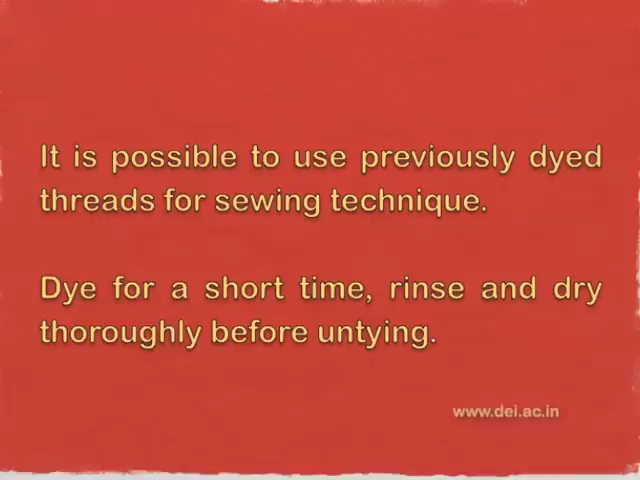 It is possible to use previously dyed
threads for sewing technique.
Dye for a short time, rinse and dry
thoroughly before untying.
www.dei.ac.in